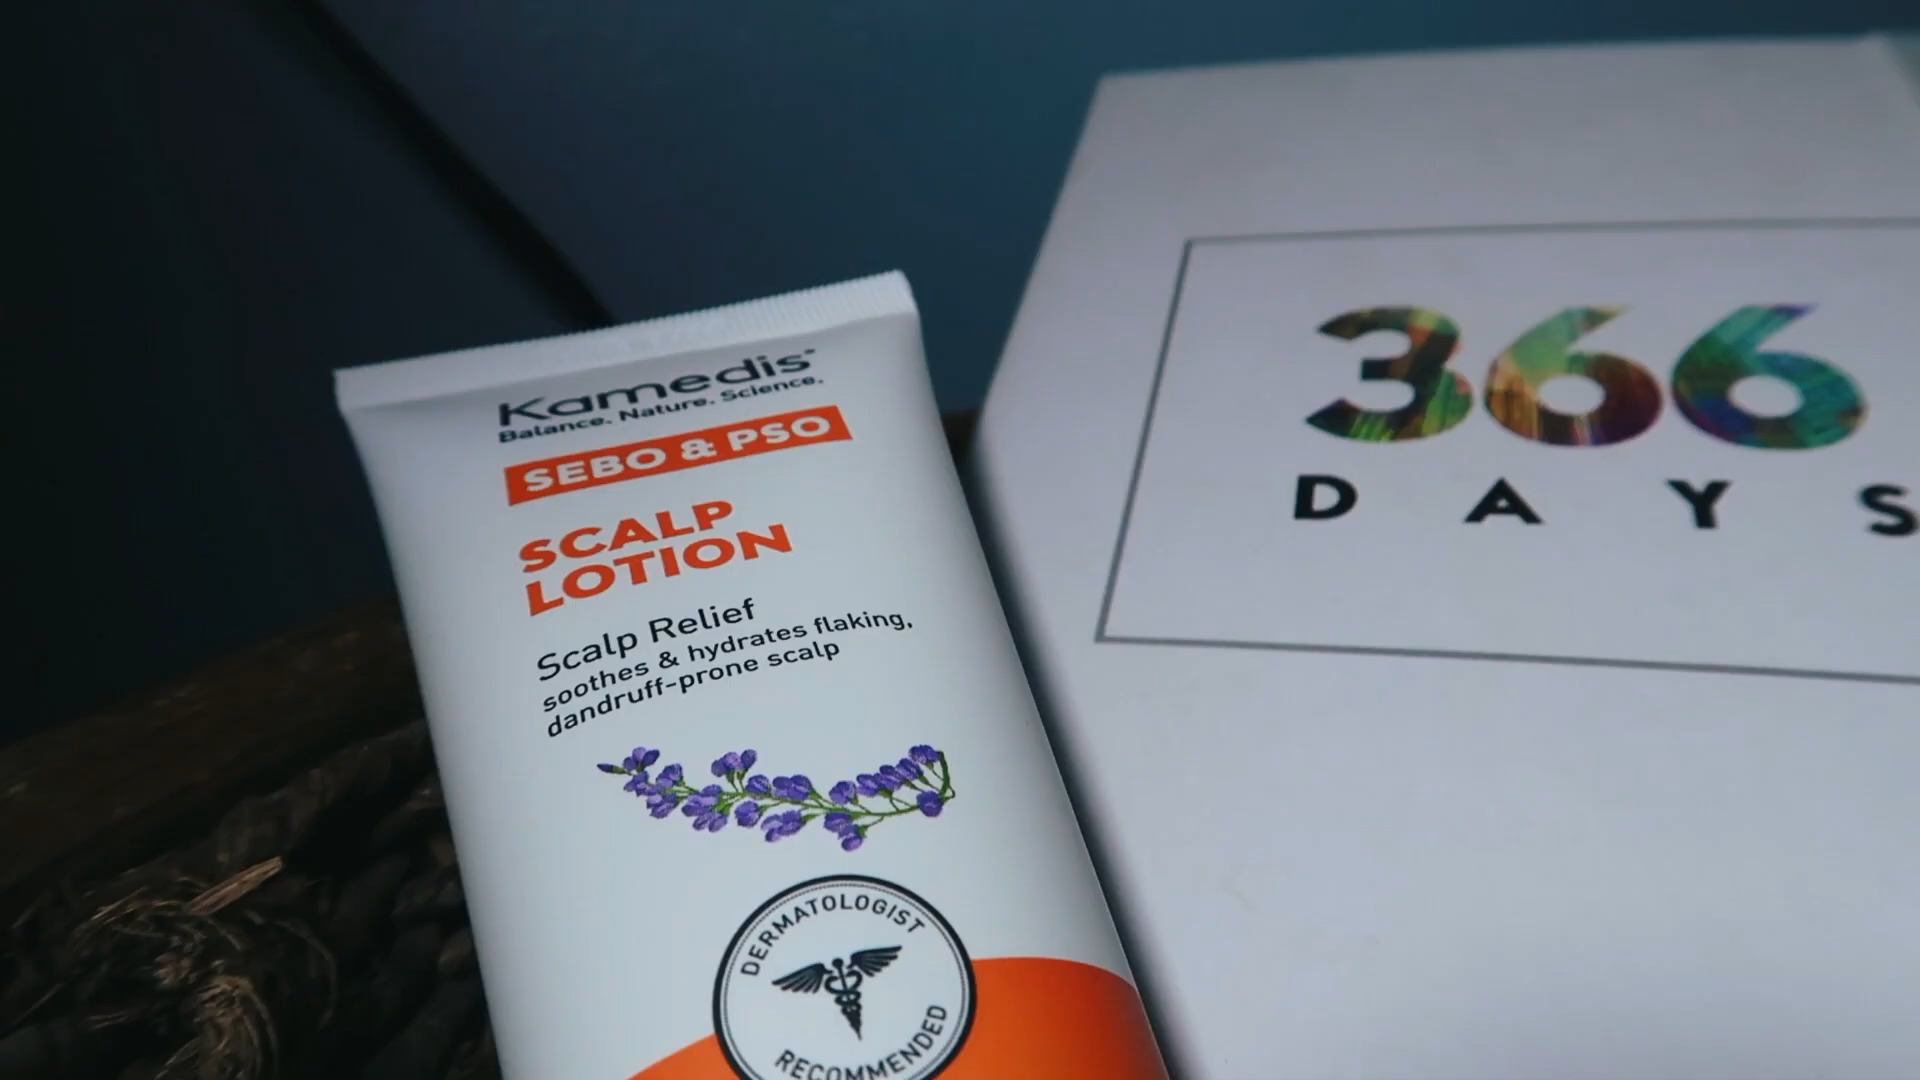 Kamedis
Balance. Nature. Science.
SEBO & PSO
SCALP
LOTION
Scalp Relief
soothes & hydrates flaking,
dandruff-prone scalp
DERMATOLOGIST
RECOMMENDED
366
DAYS